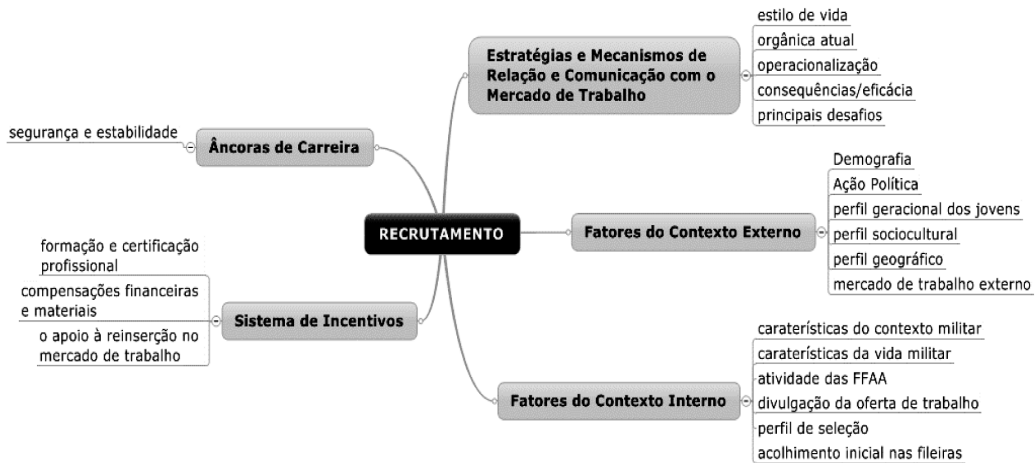 RECRUTAMENTO
Estratégias e Mecanismos de
Relação e Comunicação com o
Mercado de Trabalho
estilo de vida
orgânica atual
operacionalização
consequências/eficácia
principais desafios
Fatores do Contexto Externo
Demografia
Ação Política
perfil geracional dos jovens
perfil sociocultural
perfil geográfico
mercado de trabalho externo
Fatores do Contexto Interno
caraterísticas do contexto militar
caraterísticas da vida militar
atividade das FFAA
divulgação da oferta de trabalho
perfil de seleção
acolhimento inicial nas fileiras
Âncoras de Carreira
segurança e estabilidade
Sistema de Incentivos
formação e certificação
profissional
compensações financeiras
e materiais
o apoio à reinserção no
mercado de trabalho